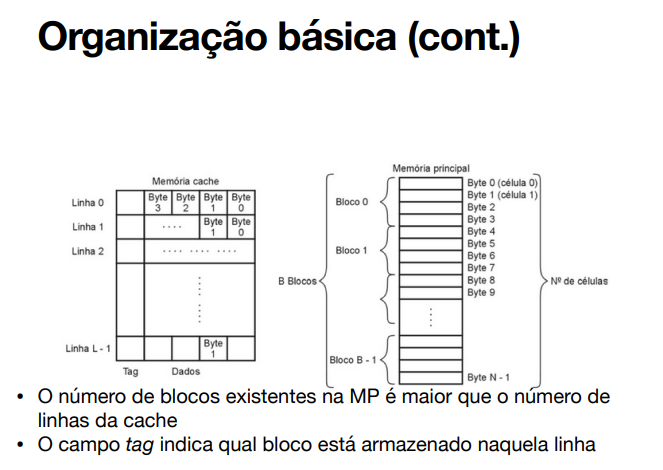 Organização básica (cont.)
Memória cache
Linha 0
Byte 3
Byte 2
Byte 1
Byte 0
Linha 1
....
Byte 1
Byte 0
Linha 2
.... .... ....
Linha L - 1
Byte 1
Tag
Dados
Memória principal
B Blocos
Bloco 0
Bloco 1
Bloco B - 1
Byte 0 (célula 0)
Byte 1 (célula 1)
Byte 2
Byte 3
Byte 4
Byte 5
Byte 6
Byte 7
Byte 8
Byte 9
Byte N - 1
Nº de células
• O número de blocos existentes na MP é maior que o número de
linhas da cache
• O campo tag indica qual bloco está armazenado naquela linha